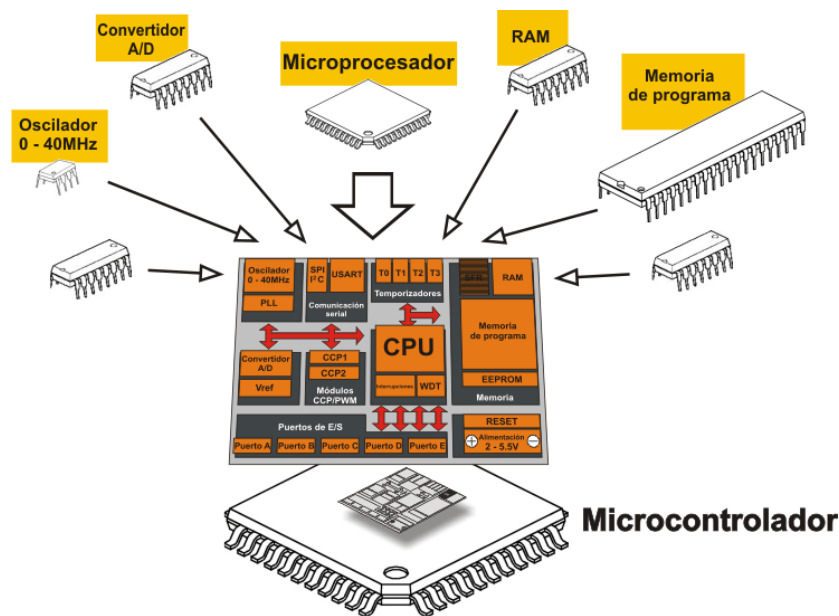 Convertidor
A/D
Microprocesador
RAM
Memoria
de programa
Oscilador
0 - 40MHz
Oscilador
0 - 40MHz
PLL
SPI
I²C
USART
Comunicación
serial
T0
T1
T2
T3
Temporizadores
SFR
RAM
Memoria
de programa
EEPROM
Memoria
CPU
Interrupciones
WDT
Convertidor
A/D
Vref
CCP1
CCP2
Módulos
CCP/PWM
Puertos de E/S
Puerto A
Puerto B
Puerto C
Puerto D
Puerto E
RESET
+
Alimentación
2 - 5.5V
−
Microcontrolador